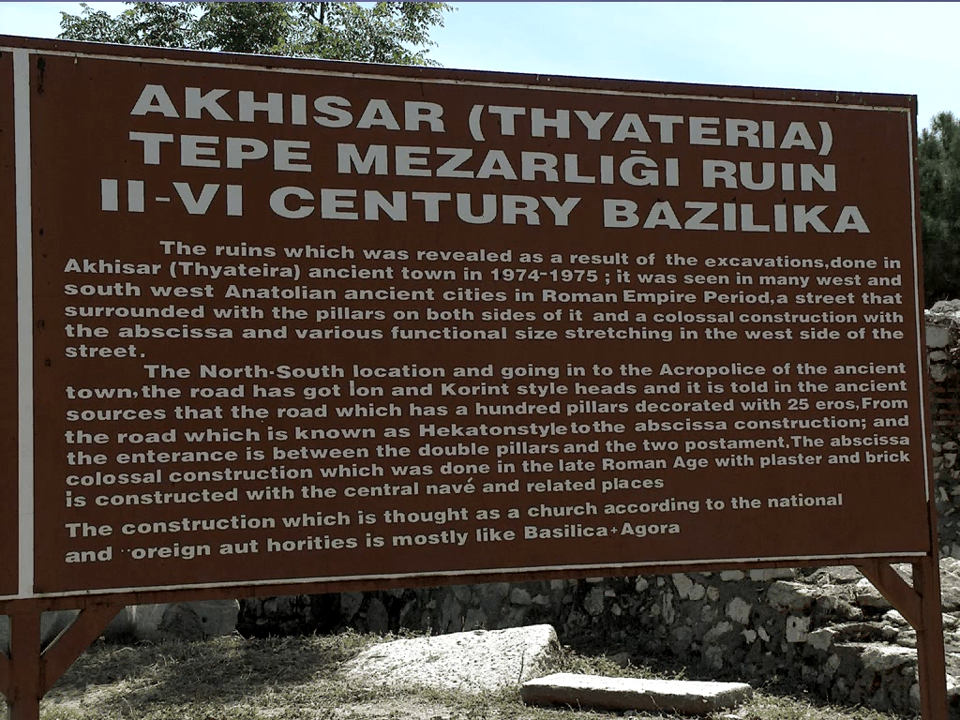 AKHISAR (THYATERIA)
TEPE MEZARLIĞI RUIN
II-VI CENTURY BAZILIKA
The ruins which was revealed as a result of the excavations,done in
Akhisar (Thyateira) ancient town in 1974-1975 ; it was seen in many west and
south west Anatolian ancient cities in Roman Empire Period,a street that
surrounded with the pillars on both sides of it and a colossal construction with
the abscissa and various functional size stretching in the west side of the
street.
The North-South location and going in to the Acropolice of the ancient
town,the road has got İon and Korint style heads and it is told in the ancient
sources that the road which has a hundred pillars decorated with 25 eros,From
the road which is known as Hekatonstyle to the abscissa construction; and
the enterance is between the double pillars and the two postament,The abscissa
colossal construction which was done in the late Roman Age with plaster and brick
is constructed with the central navé and related places
The construction which is thought as a church according to the national
and oreign aut horities is mostly like Basilica+Agora